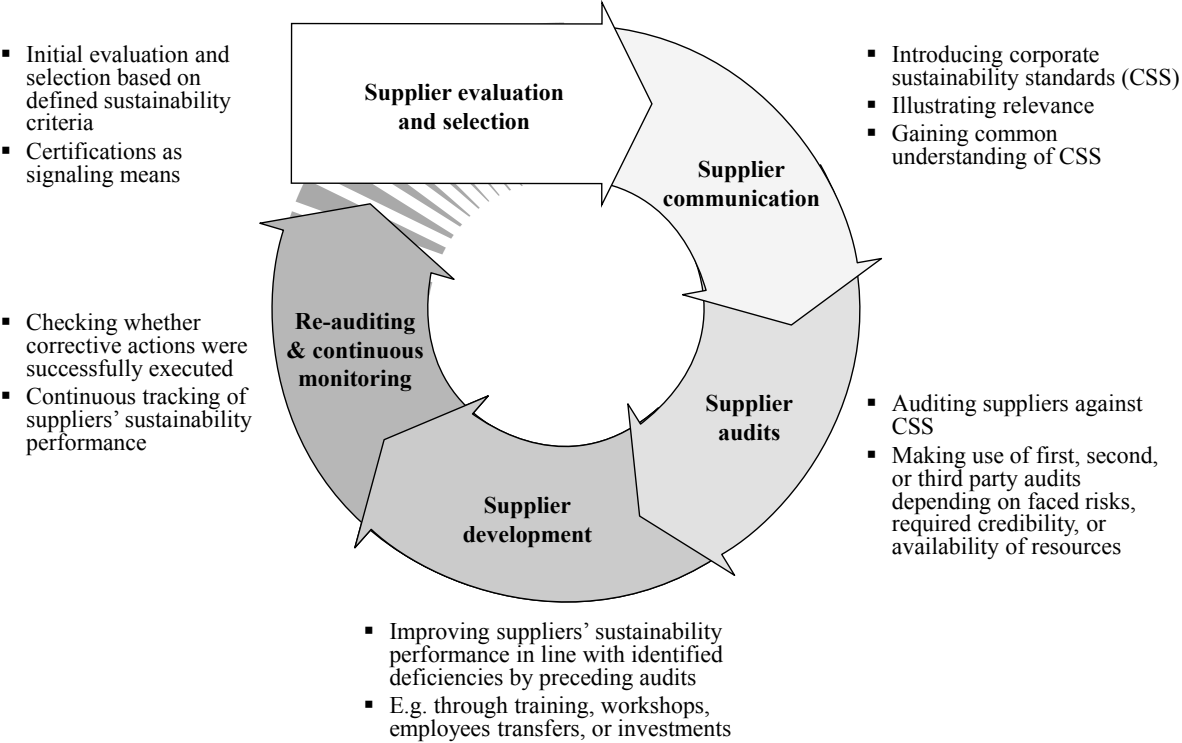 ▪ Initial evaluation and
selection based on
defined sustainability
criteria
▪ Certifications as
signaling means
Supplier evaluation
and selection
▪ Introducing corporate
sustainability standards (CSS)
▪ Illustrating relevance
▪ Gaining common
understanding of CSS
Supplier
communication
Supplier
audits
▪ Auditing suppliers against
CSS
▪ Making use of first, second,
or third party audits
depending on faced risks,
required credibility, or
availability of resources
Supplier
development
▪ Improving suppliers’ sustainability
performance in line with identified
deficiencies by preceding audits
▪ E.g. through training, workshops,
employees transfers, or investments
Re-auditing
& continuous
monitoring
▪ Checking whether
corrective actions were
successfully executed
▪ Continuous tracking of
suppliers’ sustainability
performance